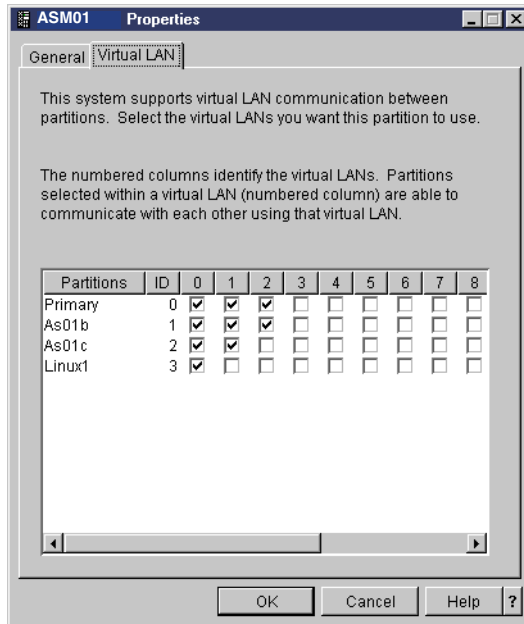 ASM01 Properties
General Virtual LAN
This system supports virtual LAN communication between
partitions. Select the virtual LANs you want this partition to use.
The numbered columns identify the virtual LANs. Partitions
selected within a virtual LAN (numbered column) are able to
communicate with each other using that virtual LAN.
Partitions ID 0 1 2 3 4 5 6 7 8
Primary 0
As01b 1
As01c 2
Linux1 3
OK Cancel Help ?